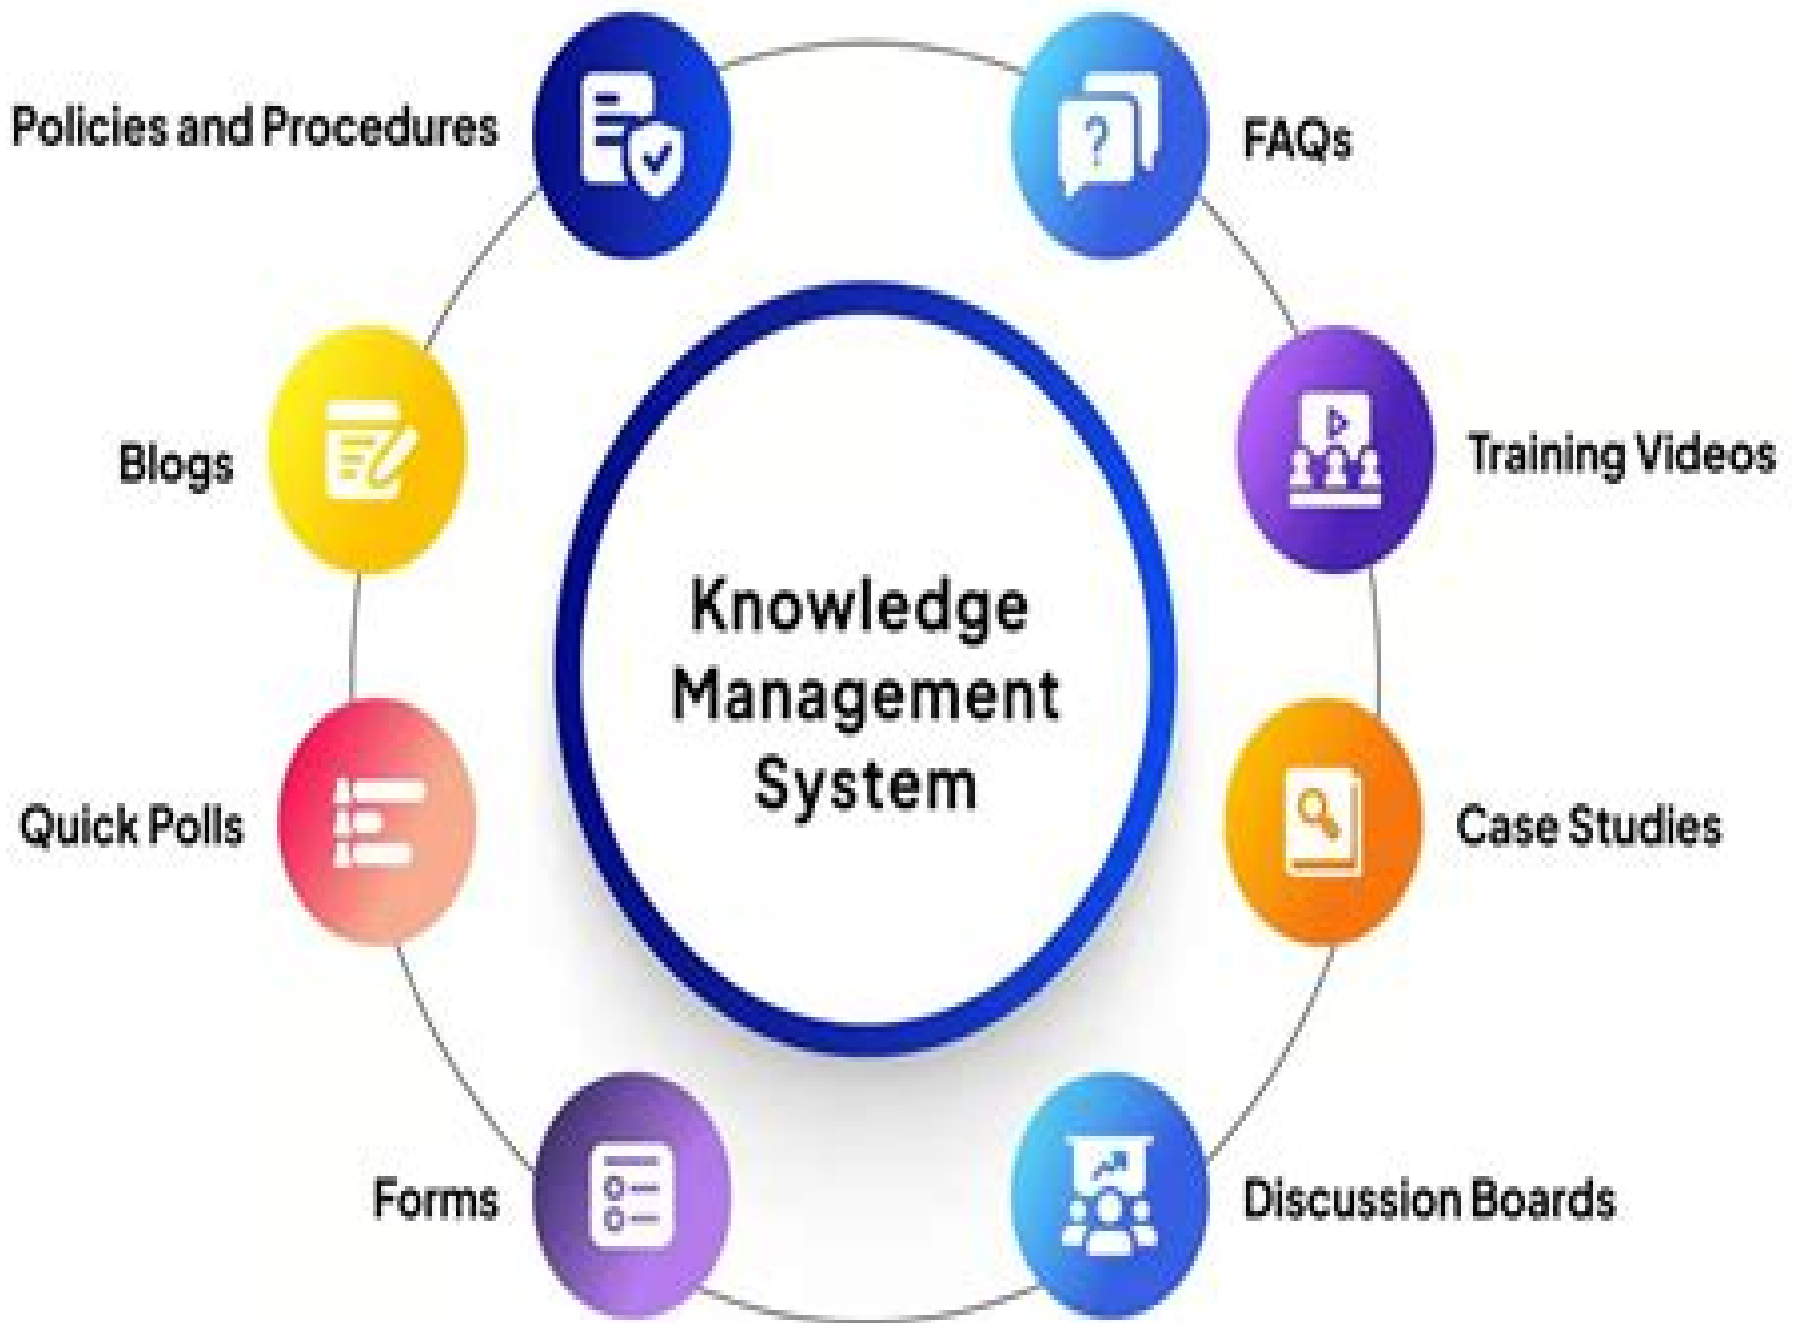 Policies and Procedures
FAQs
Blogs
Training Videos
Knowledge
Management
System
Quick Polls
Case Studies
Forms
Discussion Boards